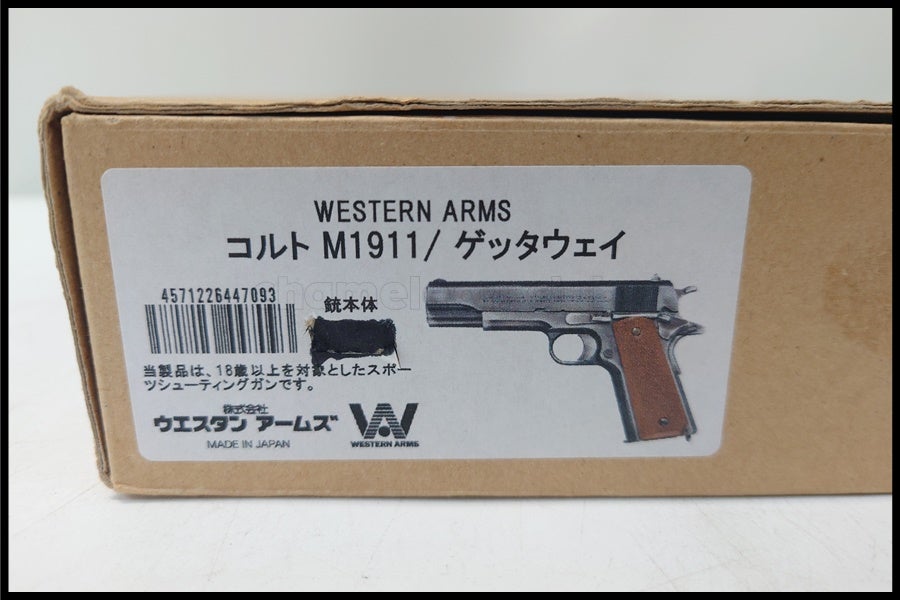 WESTERN ARMS
コルト M1911/ ゲッタウェイ
4571226447093
銃本体
当製品は、18歳以上を対象としたスポー
ツシューティングガンです。
株式会社
ウエスタン アームズ
MADE IN JAPAN
WESTERN ARMS